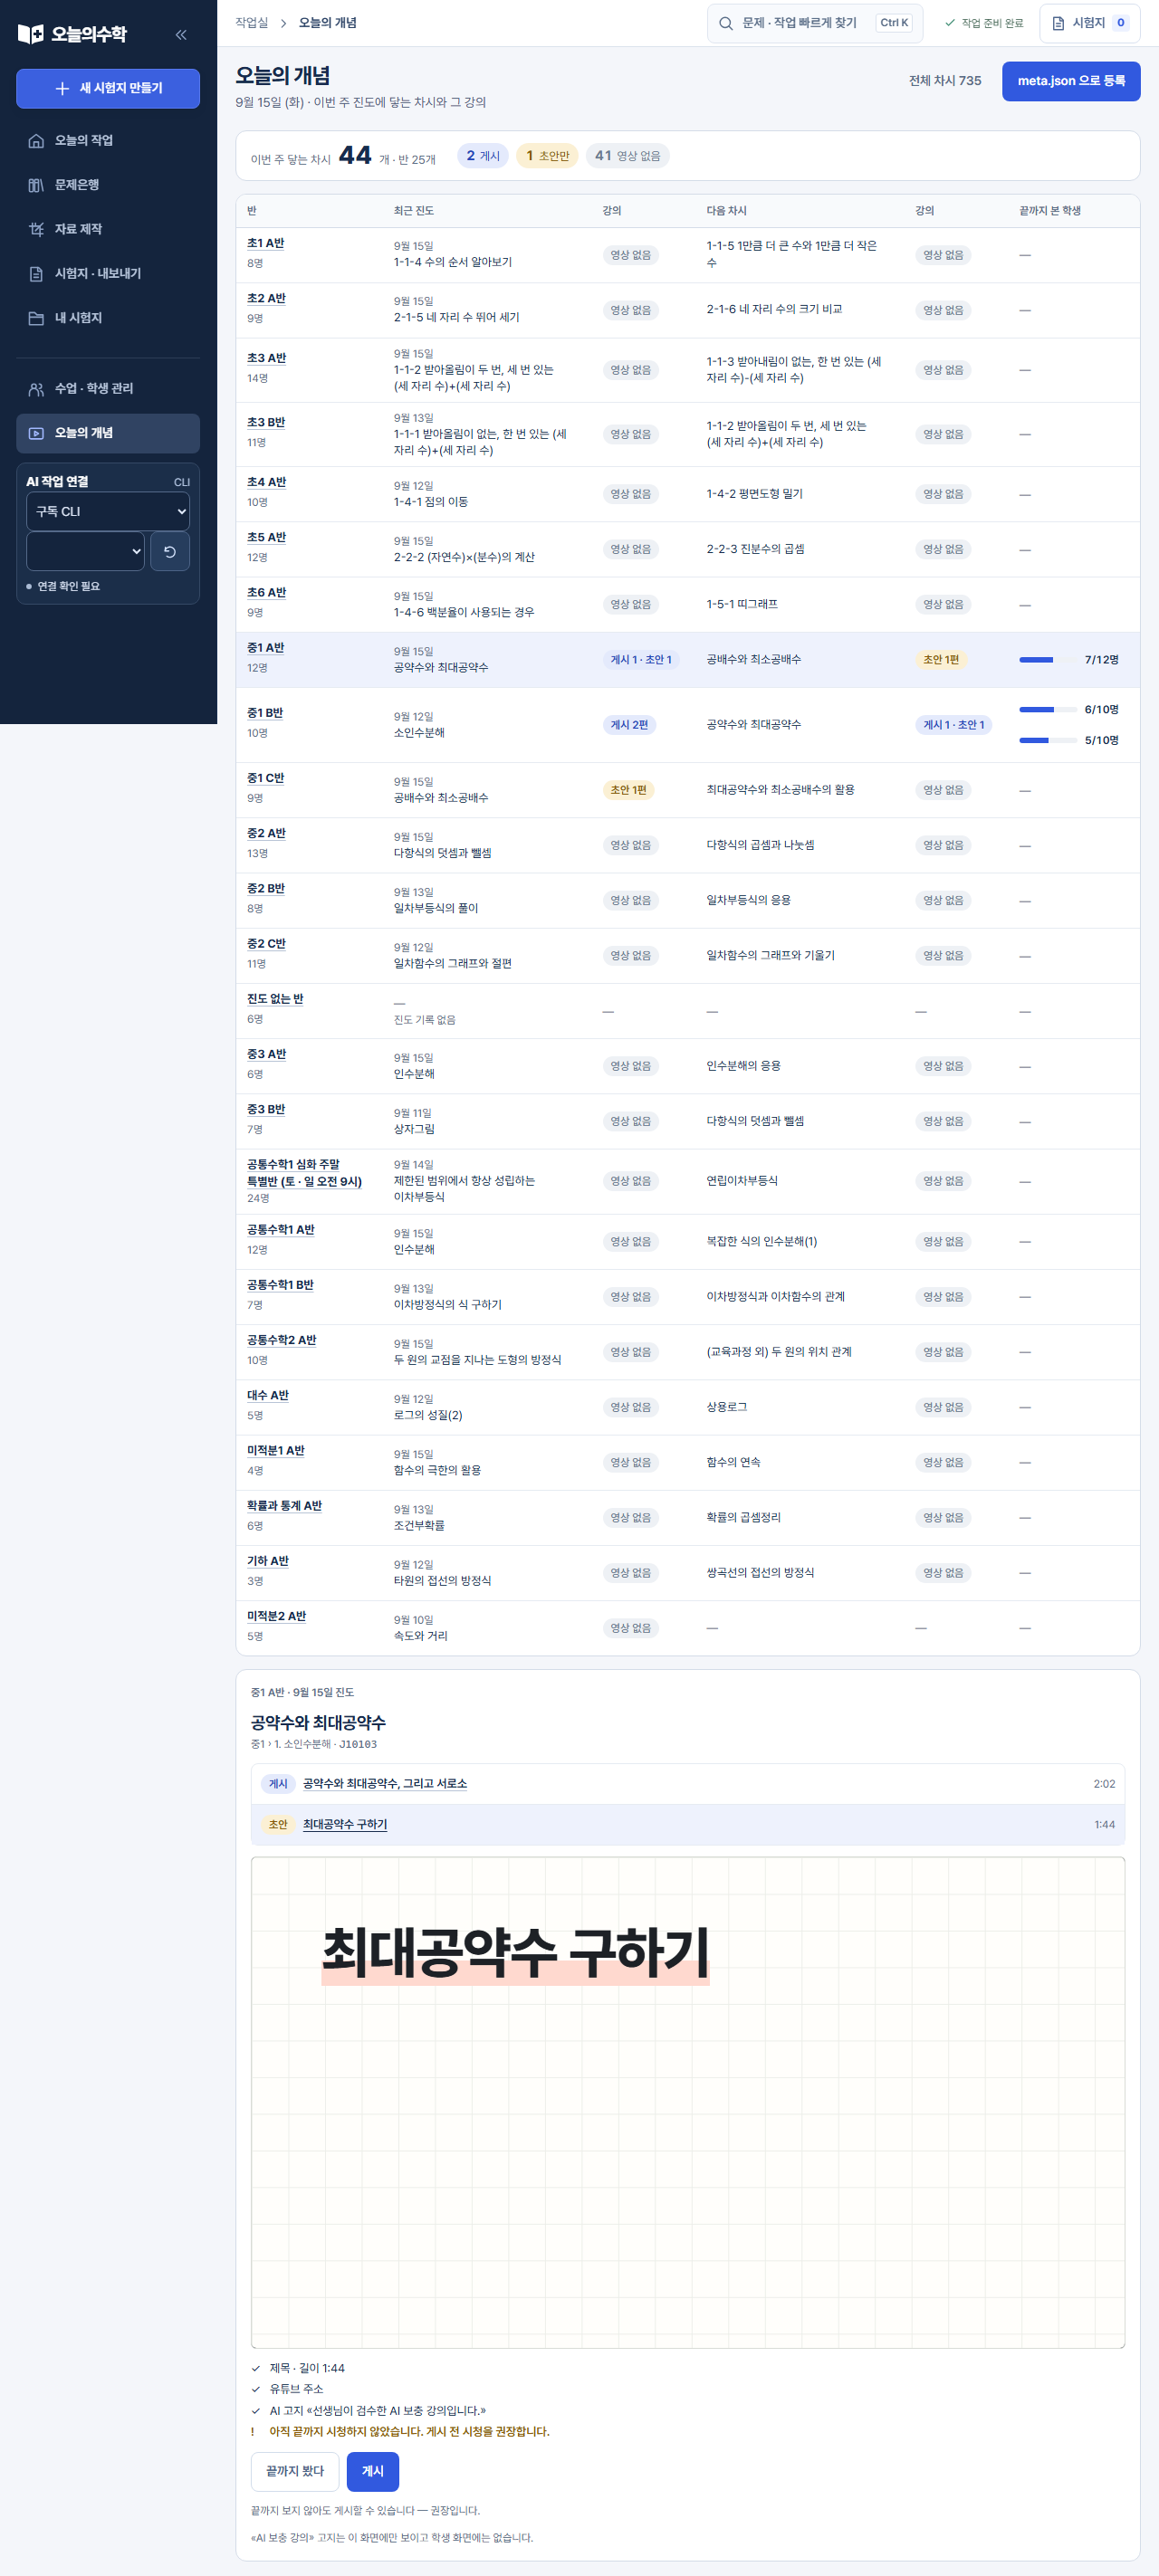 오늘의수학
새 시험지 만들기
오늘의 작업
문제은행
자료 제작
시험지 · 내보내기
내 시험지
수업 · 학생 관리
오늘의 개념
AI 작업 연결 CLI
구독 CLI
연결 확인 필요
작업실 > 오늘의 개념
문제 · 작업 빠르게 찾기 Ctrl K
작업 준비 완료
시험지 0
오늘의 개념
9월 15일 (화) · 이번 주 진도에 닿는 차시와 그 강의
전체 차시 735
meta.json 으로 등록
이번 주 닿는 차시 44 개 · 반 25개 2 게시 1 초안만 41 영상 없음
반 최근 진도 강의 다음 차시 강의 끝까지 본 학생
초1 A반
8명
9월 15일
1-1-4 수의 순서 알아보기
영상 없음
1-1-5 1만큼 더 큰 수와 1만큼 더 작은
수
영상 없음
—
초2 A반
9명
9월 15일
2-1-5 네 자리 수 뛰어 세기
영상 없음
2-1-6 네 자리 수의 크기 비교
영상 없음
—
초3 A반
14명
9월 15일
1-1-2 받아올림이 두 번, 세 번 있는
(세 자리 수)+(세 자리 수)
영상 없음
1-1-3 받아내림이 없는, 한 번 있는 (세
자리 수)-(세 자리 수)
영상 없음
—
초3 B반
11명
9월 13일
1-1-1 받아올림이 없는, 한 번 있는 (세
자리 수)+(세 자리 수)
영상 없음
1-1-2 받아올림이 두 번, 세 번 있는
(세 자리 수)+(세 자리 수)
영상 없음
—
초4 A반
10명
9월 12일
1-4-1 점의 이동
영상 없음
1-4-2 평면도형 밀기
영상 없음
—
초5 A반
12명
9월 15일
2-2-2 (자연수)×(분수)의 계산
영상 없음
2-2-3 진분수의 곱셈
영상 없음
—
초6 A반
9명
9월 15일
1-4-6 백분율이 사용되는 경우
영상 없음
1-5-1 띠그래프
영상 없음
—
중1 A반
12명
9월 15일
공약수와 최대공약수
게시 1 · 초안 1
공배수와 최소공배수
초안 1편
7/12명
중1 B반
10명
9월 12일
소인수분해
게시 2편
공약수와 최대공약수
게시 1 · 초안 1
6/10명
5/10명
중1 C반
9명
9월 15일
공배수와 최소공배수
초안 1편
최대공약수와 최소공배수의 활용
영상 없음
—
중2 A반
13명
9월 15일
다항식의 덧셈과 뺄셈
영상 없음
다항식의 곱셈과 나눗셈
영상 없음
—
중2 B반
8명
9월 13일
일차부등식의 풀이
영상 없음
일차부등식의 응용
영상 없음
—
중2 C반
11명
9월 12일
일차함수의 그래프와 절편
영상 없음
일차함수의 그래프와 기울기
영상 없음
—
진도 없는 반
6명
—
진도 기록 없음
—
—
—
—
중3 A반
6명
9월 15일
인수분해
영상 없음
인수분해의 응용
영상 없음
—
중3 B반
7명
9월 11일
상자그림
영상 없음
다항식의 덧셈과 뺄셈
영상 없음
—
공통수학1 심화 주말
특별반 (토 · 일 오전 9시)
24명
9월 14일
제한된 범위에서 항상 성립하는
이차부등식
영상 없음
연립이차부등식
영상 없음
—
공통수학1 A반
12명
9월 15일
인수분해
영상 없음
복잡한 식의 인수분해(1)
영상 없음
—
공통수학1 B반
7명
9월 13일
이차방정식의 식 구하기
영상 없음
이차방정식과 이차함수의 관계
영상 없음
—
공통수학2 A반
10명
9월 15일
두 원의 교점을 지나는 도형의 방정식
영상 없음
(교육과정 외) 두 원의 위치 관계
영상 없음
—
대수 A반
5명
9월 12일
로그의 성질(2)
영상 없음
상용로그
영상 없음
—
미적분1 A반
4명
9월 15일
함수의 극한의 활용
영상 없음
함수의 연속
영상 없음
—
확률과 통계 A반
6명
9월 13일
조건부확률
영상 없음
확률의 곱셈정리
영상 없음
—
기하 A반
3명
9월 12일
타원의 접선의 방정식
영상 없음
쌍곡선의 접선의 방정식
영상 없음
—
미적분2 A반
5명
9월 10일
속도와 거리
영상 없음
—
—
—
중1 A반 · 9월 15일 진도
공약수와 최대공약수
중1 › 1. 소인수분해 · J10103
게시 공약수와 최대공약수, 그리고 서로소 2:02
초안 최대공약수 구하기 1:44
최대공약수 구하기
✓ 제목 · 길이 1:44
✓ 유튜브 주소
✓ AI 고지 «선생님이 검수한 AI 보충 강의입니다.»
! 아직 끝까지 시청하지 않았습니다. 게시 전 시청을 권장합니다.
끝까지 봤다 게시
끝까지 보지 않아도 게시할 수 있습니다 — 권장입니다.
«AI 보충 강의» 고지는 이 화면에만 보이고 학생 화면에는 없습니다.